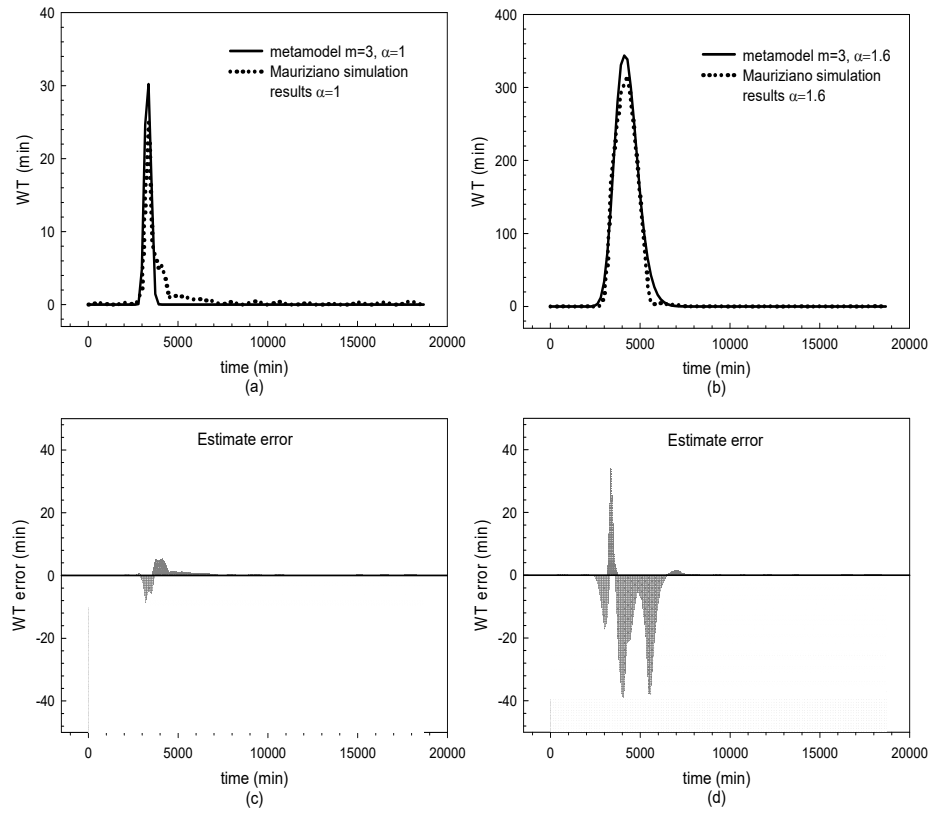 40
30
20
10
0
WT (min)
metamodel m=3, α=1
Mauriziano simulation
results α=1
0 5000 10000 15000 20000
time (min)
(a)
400
300
200
100
0
WT (min)
metamodel m=3, α=1.6
Mauriziano simulation
results α=1.6
0 5000 10000 15000 20000
time (min)
(b)
Estimate error
40
20
0
-20
-40
WT error (min)
0 5000 10000 15000 20000
time (min)
(c)
Estimate error
40
20
0
-20
-40
WT error (min)
0 5000 10000 15000 20000
time (min)
(d)